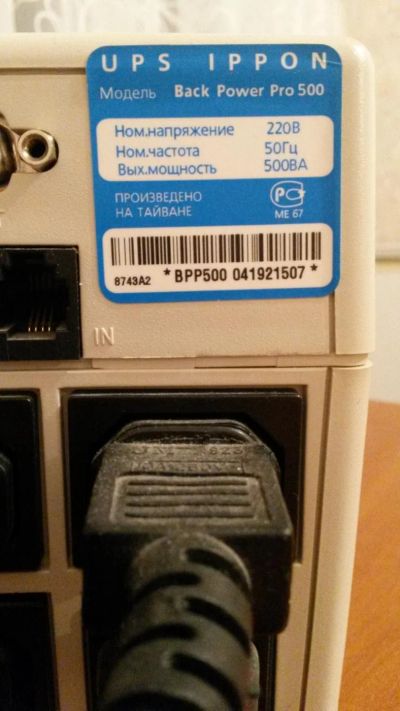 UPS IPPON
Модель Back Power Pro 500
Ном.напряжение 220В
Ном.частота 50Гц
Вых.мощность 500ВА
ПРОИЗВЕДЕНО
НА ТАЙВАНЕ
ME 67
8743A2 * BPP500 041921507 *
IN